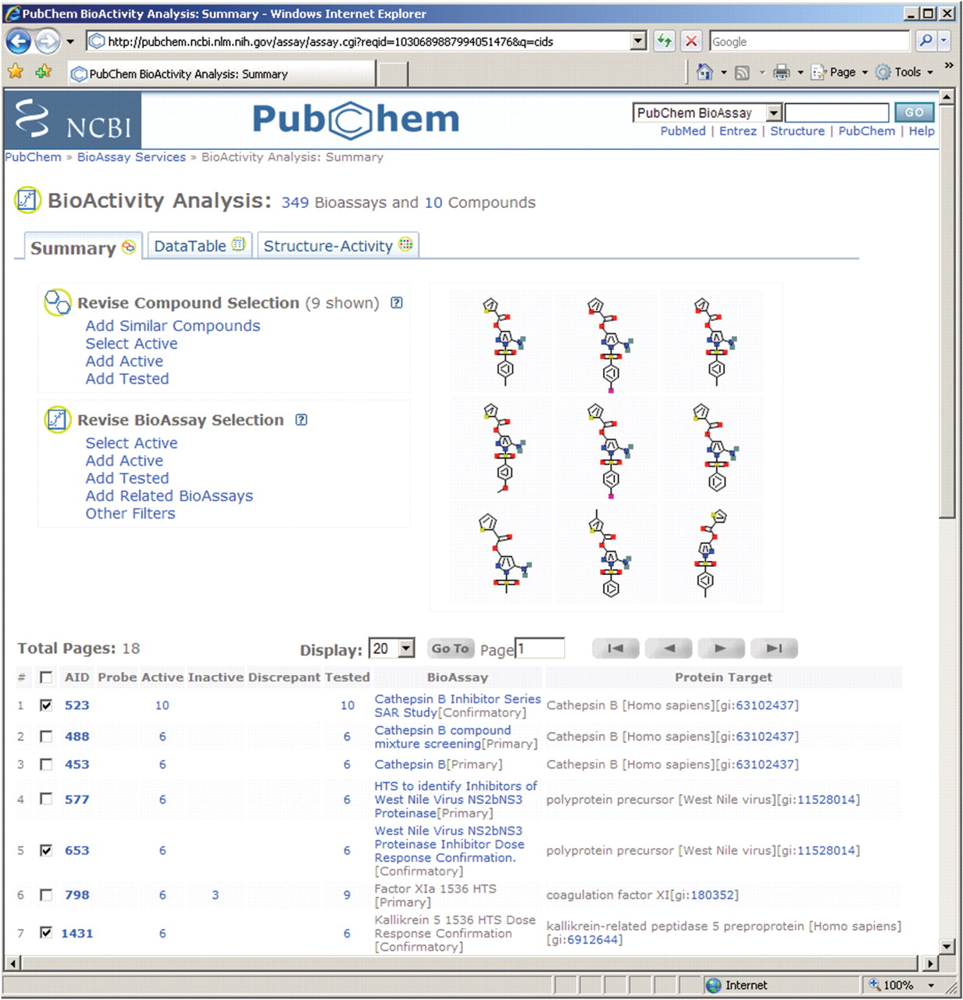 PubChem BioActivity Analysis: Summary - Windows Internet Explorer
http://pubchem.ncbi.nlm.nih.gov/assay/assay.cgi?reqid=1030689887994051476&q=cids
Google
PubChem BioActivity Analysis: Summary
Page Tools »
NCBI
PubChem
PubChem BioAssay GO
PubMed | Entrez | Structure | PubChem | Help
PubChem » BioAssay Services » BioActivity Analysis: Summary
BioActivity Analysis: 349 Bioassays and 10 Compounds
Summary DataTable Structure-Activity
Revise Compound Selection (9 shown) ?
Add Similar Compounds
Select Active
Add Active
Add Tested
Revise BioAssay Selection ?
Select Active
Add Active
Add Tested
Add Related BioAssays
Other Filters
Total Pages: 18 Display: 20 Go To Page 1
# AID Probe Active Inactive Discrepant Tested BioAssay Protein Target
1 523 10 10 Cathepsin B Inhibitor Series
SAR Study[Confirmatory] Cathepsin B [Homo sapiens][gi:63102437]
2 488 6 6 Cathepsin B compound
mixture screening[Primary] Cathepsin B [Homo sapiens][gi:63102437]
3 453 6 6 Cathepsin B[Primary] Cathepsin B [Homo sapiens][gi:63102437]
HTS to identify Inhibitors of
4 577 6 6 West Nile Virus NS2bNS3 polyprotein precursor [West Nile virus][gi:11528014]
Proteinase[Primary]
West Nile Virus NS2bNS3
5 653 6 6 Proteinase Inhibitor Dose polyprotein precursor [West Nile virus][gi:11528014]
Response Confirmation.
[Confirmatory]
6 798 6 3 9 Factor XIa 1536 HTS
[Primary] coagulation factor XI[gi:180352]
Kallikrein 5 1536 HTS Dose
7 1431 6 6 Response Confirmation kallikrein-related peptidase 5 preproprotein [Homo sapiens]
[Confirmatory] [gi:6912644]
Internet 100%